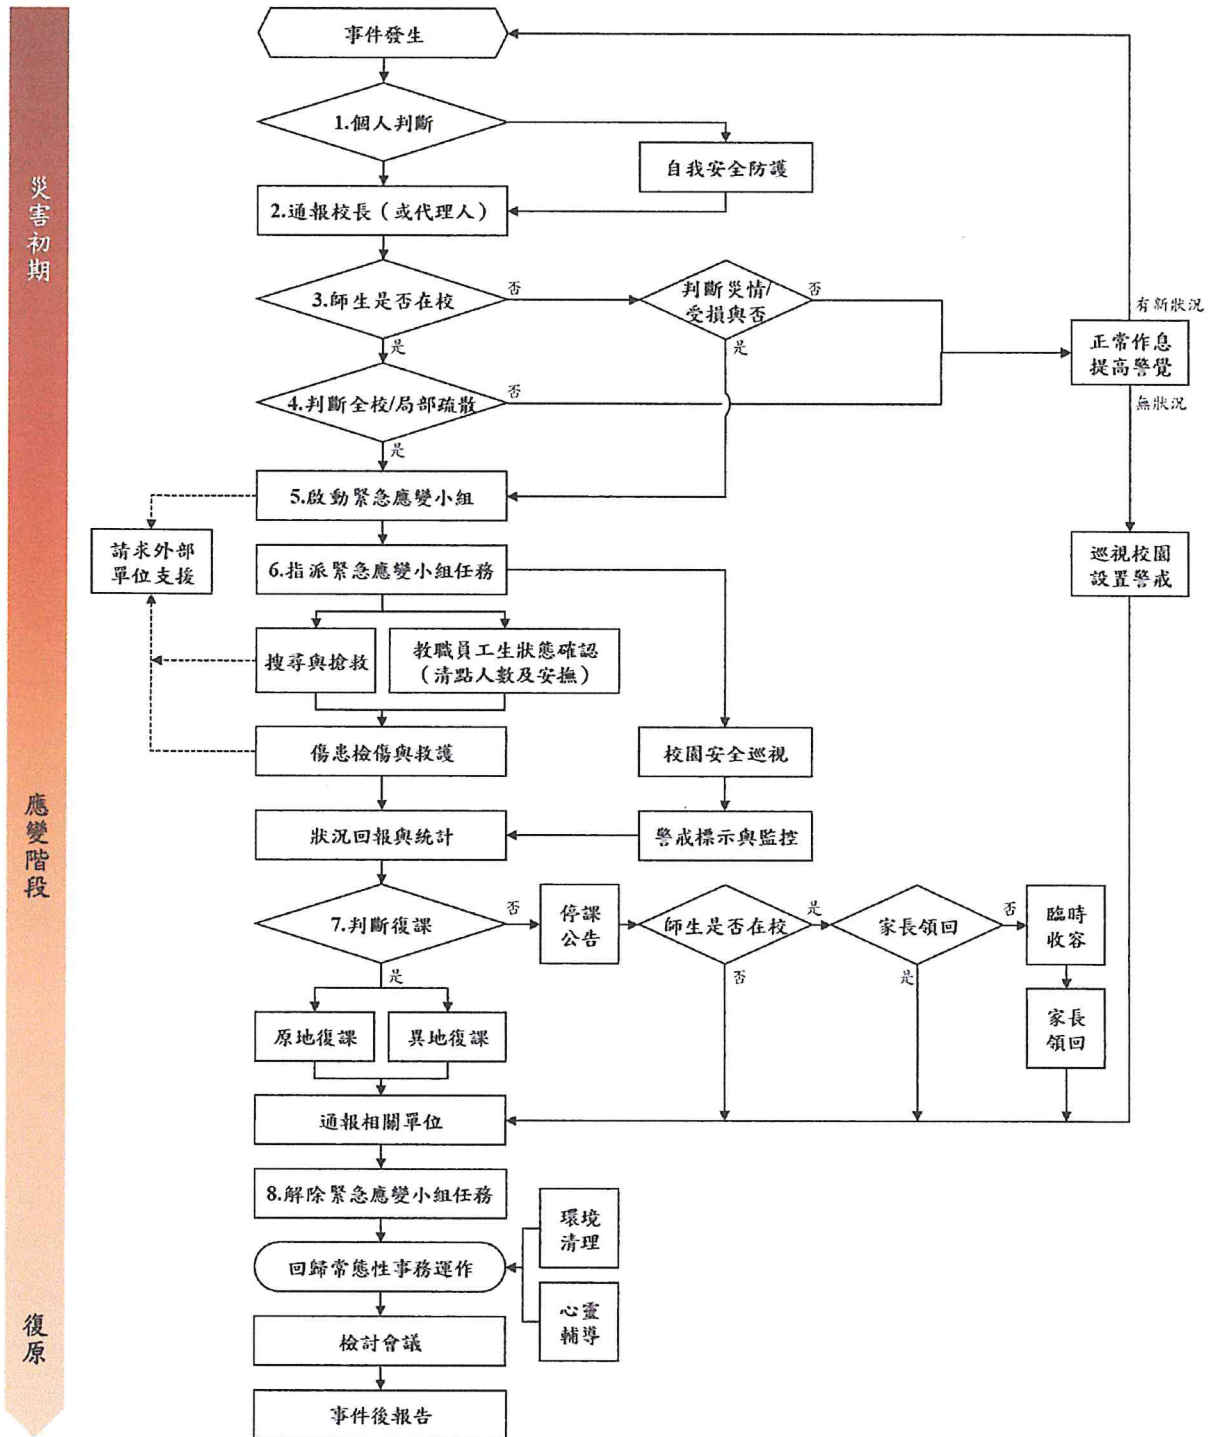 災害初期
應變階段
復原
事件發生
1.個人判斷
自我安全防護
2.通報校長（或代理人）
3.師生是否在校
否
是
判斷災情/
受損與否
否
是
有新狀況
正常作息
提高警覺
無狀況
4.判斷全校/局部疏散
否
是
5.啟動緊急應變小組
請求外部
單位支援
巡視校園
設置警戒
6.指派緊急應變小組任務
搜尋與搶救
教職員工生狀態確認
（清點人數及安撫）
傷患檢傷與救護
校園安全巡視
狀況回報與統計
警戒標示與監控
7.判斷復課
否
是
停課
公告
師生是否在校
是
否
家長領回
否
是
臨時
收容
家長
領回
原地復課
異地復課
通報相關單位
8.解除緊急應變小組任務
環境
清理
回歸常態性事務運作
心靈
輔導
檢討會議
事件後報告